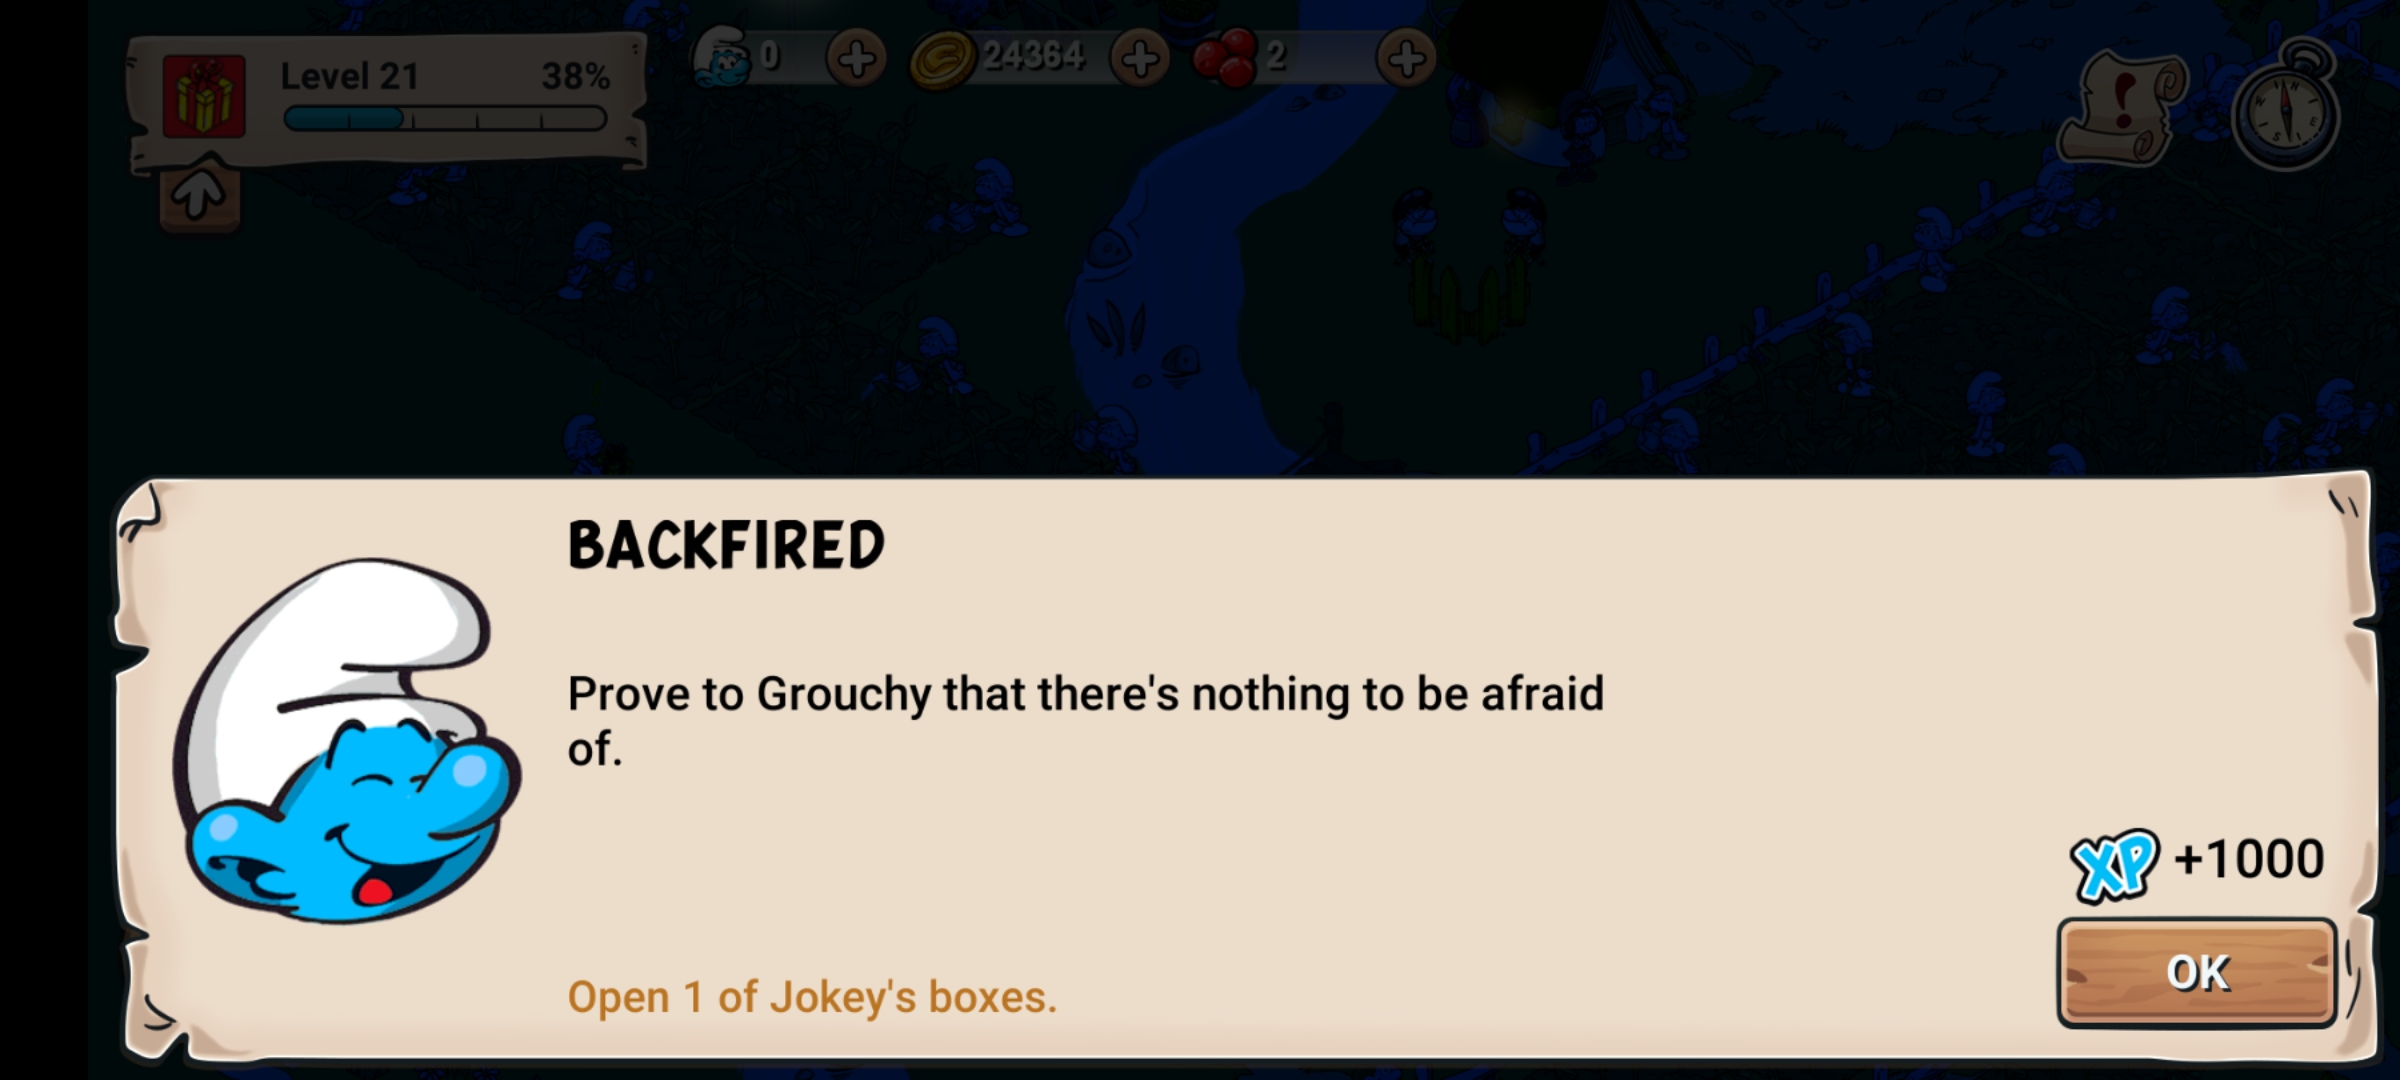 Level 21 38%
0 24364 2
BACKFIRED
Prove to Grouchy that there's nothing to be afraid
of.
XP +1000
OK
Open 1 of Jokey's boxes.